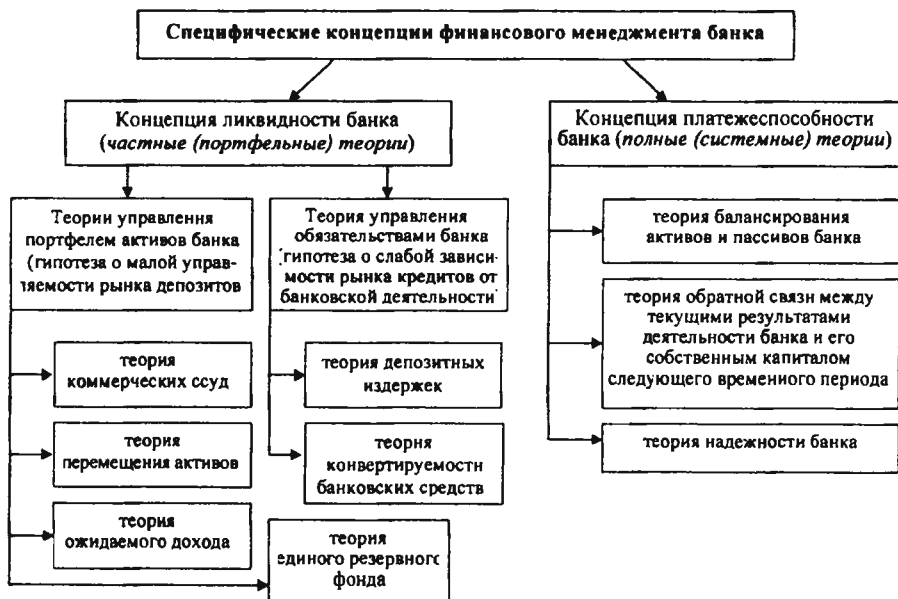 Специфические концепции финансового менеджмента банка
Концепция ликвидности банка
(частные (портфельные) теории)
Концепция платежеспособности
банка (полные (системные) теории)
Теории управления
портфелем активов банка
(гипотеза о малой управ-
ляемости рынка депозитов
Теория управления
обязательствами банка
(гипотеза о слабой зависи-
мости рынка кредитов от
банковской деятельности)
теория балансирования
активов и пассивов банка
теория обратной связи между
текущими результатами
деятельности банка и его
собственным капиталом
следующего временного периода
теория
коммерческих ссуд
теория депозитных
издержек
теория
перемещения активов
теория
конвертируемости
банковских средств
теория надежности банка
теория
ожидаемого дохода
теория
единого резервного
фонда